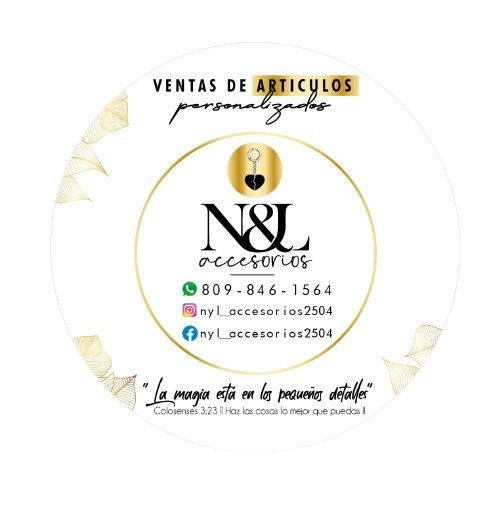 VENTAS DE ARTICULOS
personalizados
N&L
accesorios
809-846-1564
nyl_accesorios2504
nyl_accesorios2504
"La magia está en los pequeños detalles"
Colosenses 3:23 ▯ Haz las cosas lo mejor que puedas ▯